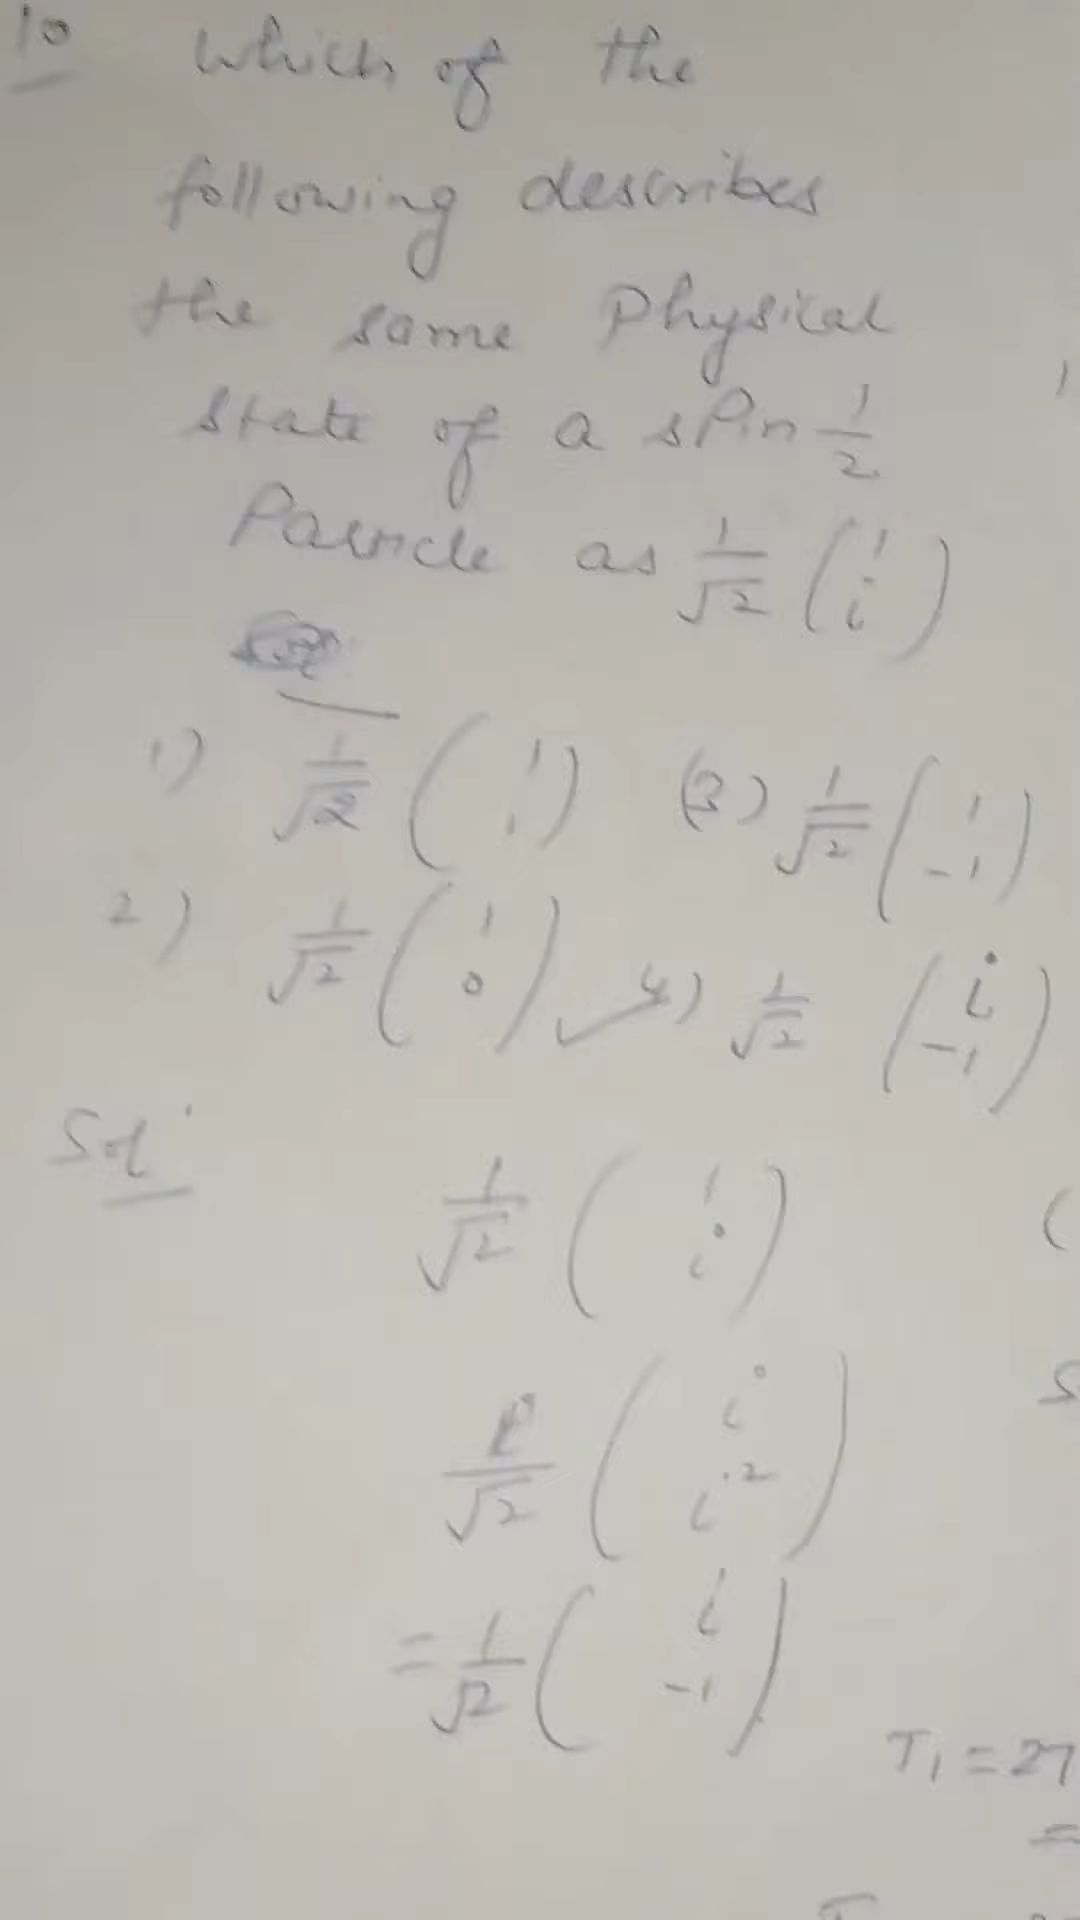 10 Which of the
following describes
the same Physical
state of a spin 1/2
Particle as 1/√2 (1 i)
1) 1/√2 (1 1) (3) 1/√2 (1 -1)
2) 1/√2 (1 0) ✓ 4) 1/√2 (i -1)
Sol
1/√2 (1 i)
/√2 (i i²)
= 1/√2 (i -1)
T₁ = 27
=